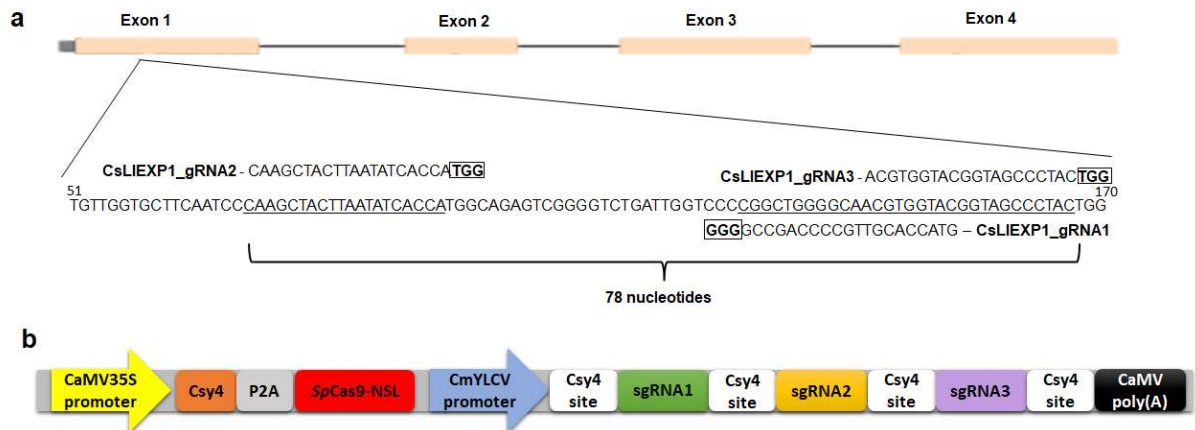 a
Exon 1 Exon 2 Exon 3 Exon 4
CsLIEXP1_gRNA2 - CAAGCTACTTAATATCACCATGG
CsLIEXP1_gRNA3 -ACGTGGTACGGTAGCCCTACTGG
51 170
TGTTGGTGCTTCAATCCCAAGCTACTTAATATCACCATGGCAGAGTCGGGGTCTGATTGGTCCCCGGCTGGGGCAACGTGGTACGGTAGCCCTACTGG
GGGGCCGACCCCGTTGCACCATG – CsLIEXP1_gRNA1
78 nucleotides
b
CaMV35S promoter
Csy4
P2A
SpCas9-NSL
CmYLCV promoter
Csy4 site
sgRNA1
Csy4 site
sgRNA2
Csy4 site
sgRNA3
Csy4 site
CaMV poly(A)